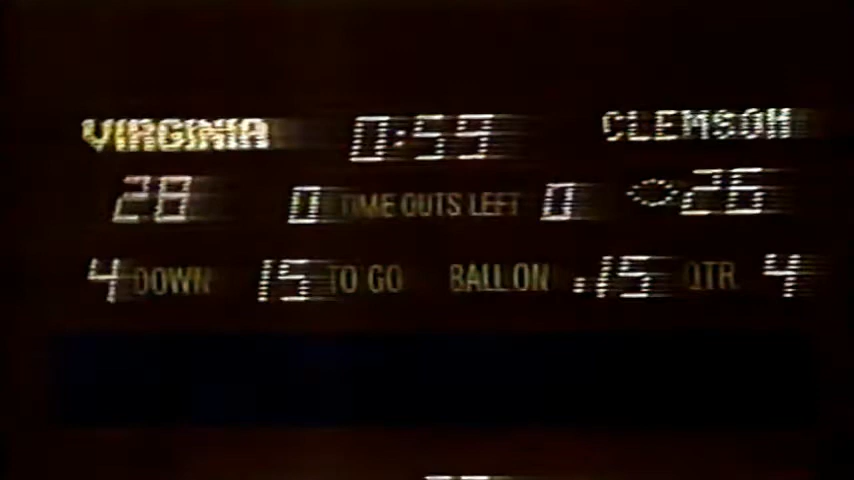 VIRGINIA 0:59 CLEMSON
28 0 TIME OUTS LEFT 0 26
4 DOWN 15 TO GO BALL ON 15 QTR 4